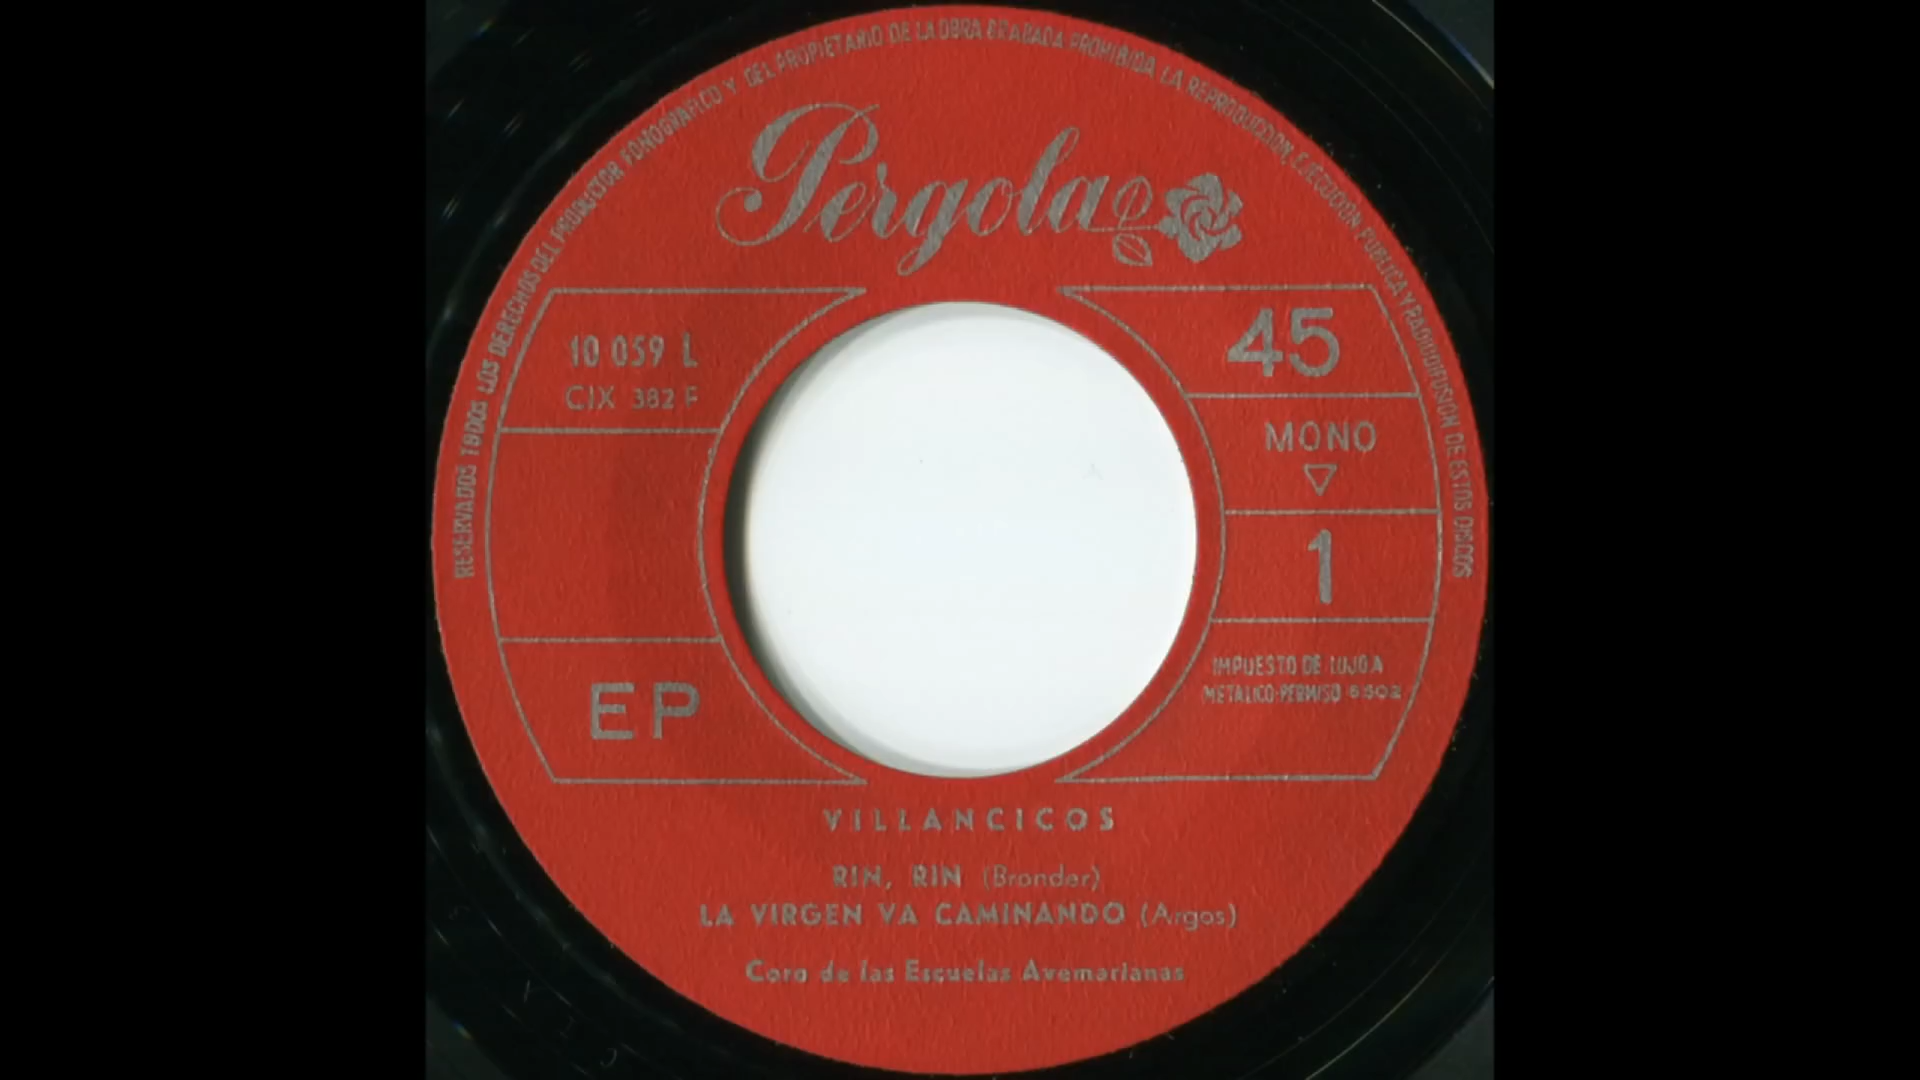 RESERVADOS TODOS LOS DERECHOS DEL PRODUCTOR FONOGRAFICO Y DEL PROPIETARIO DE LA OBRA GRABADA PROHIBIDA LA REPRODUCCION, EJECUCION PUBLICA Y RADIODIFUSION DE ESTOS DISCOS
Pergola
10 059 L
CIX 382 F
EP
45
MONO
1
IMPUESTO DE LUJO A
METALICO-PERMISO 5502
VILLANCICOS
RIN, RIN (Bronder)
LA VIRGEN VA CAMINANDO (Argos)
Coro de las Escuelas Avemarianas